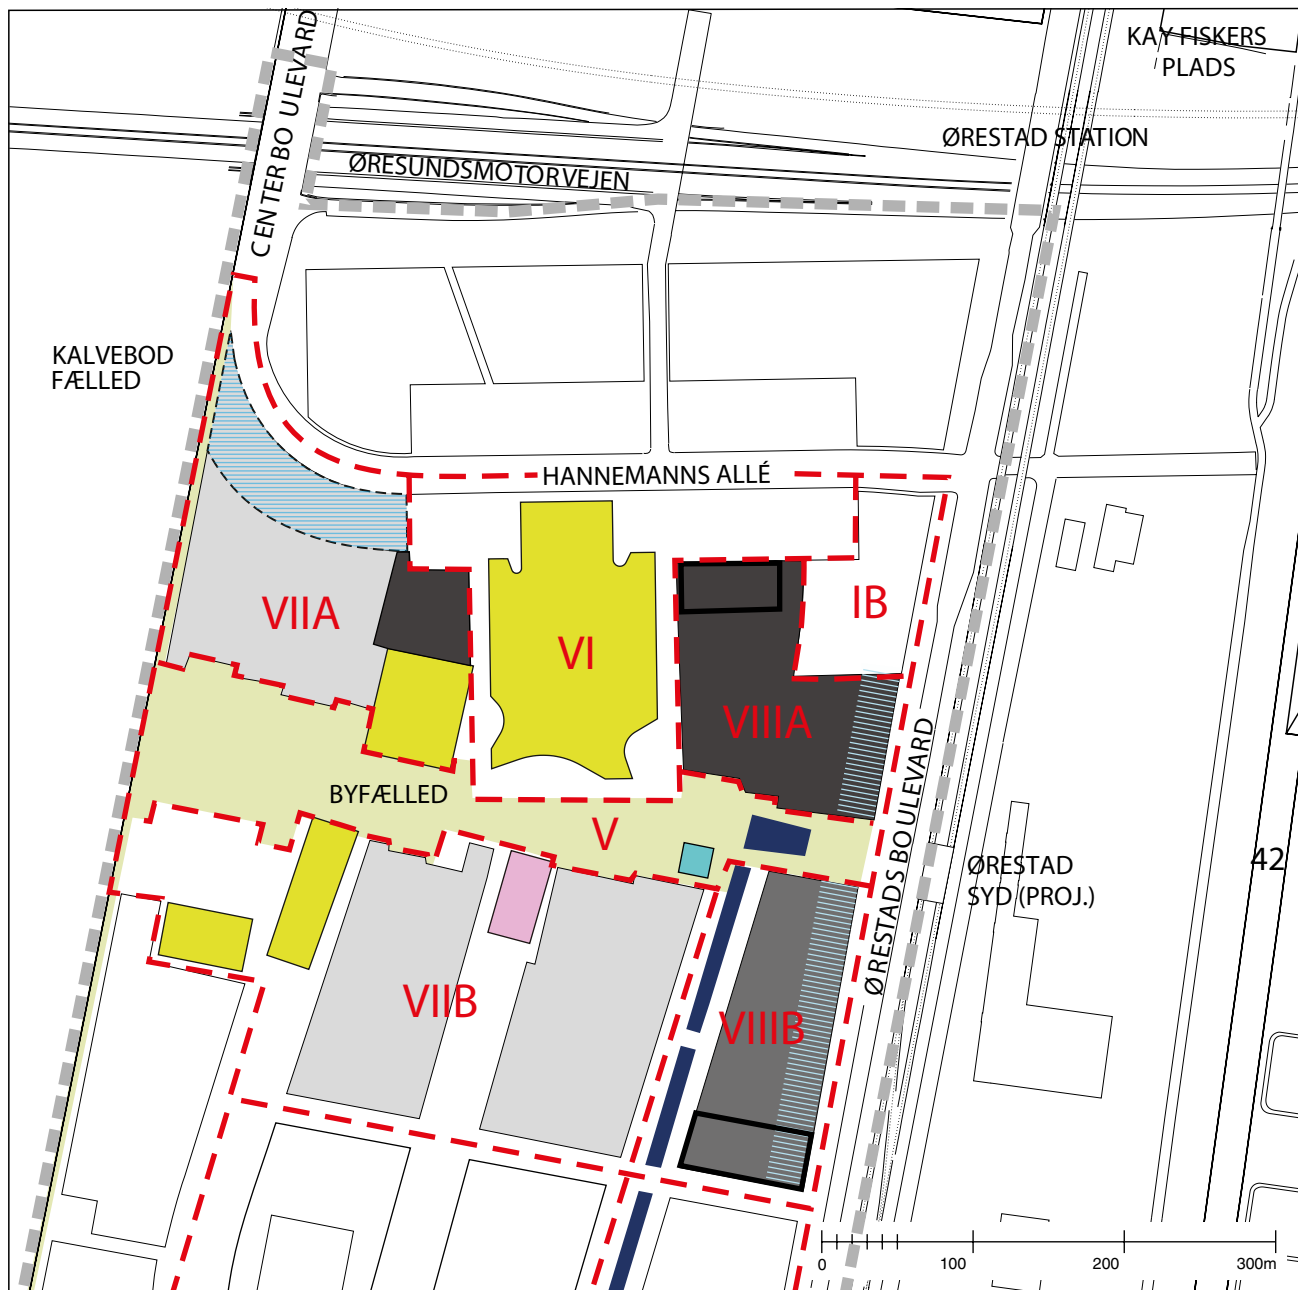 KAY FISKERS
PLADS
CENTERBOULEVARD
ØRESTAD STATION
ØRESUNDSMOTORVEJEN
KALVEBOD
FÆLLED
HANNEMANNS ALLÉ
VIIA
VI
IB
VIIIA
BYFÆLLED
V
ØRESTADS BOULEVARD
ØRESTAD
SYD (PROJ.)
42
VIIB
VIIIB
0 100 200 300m